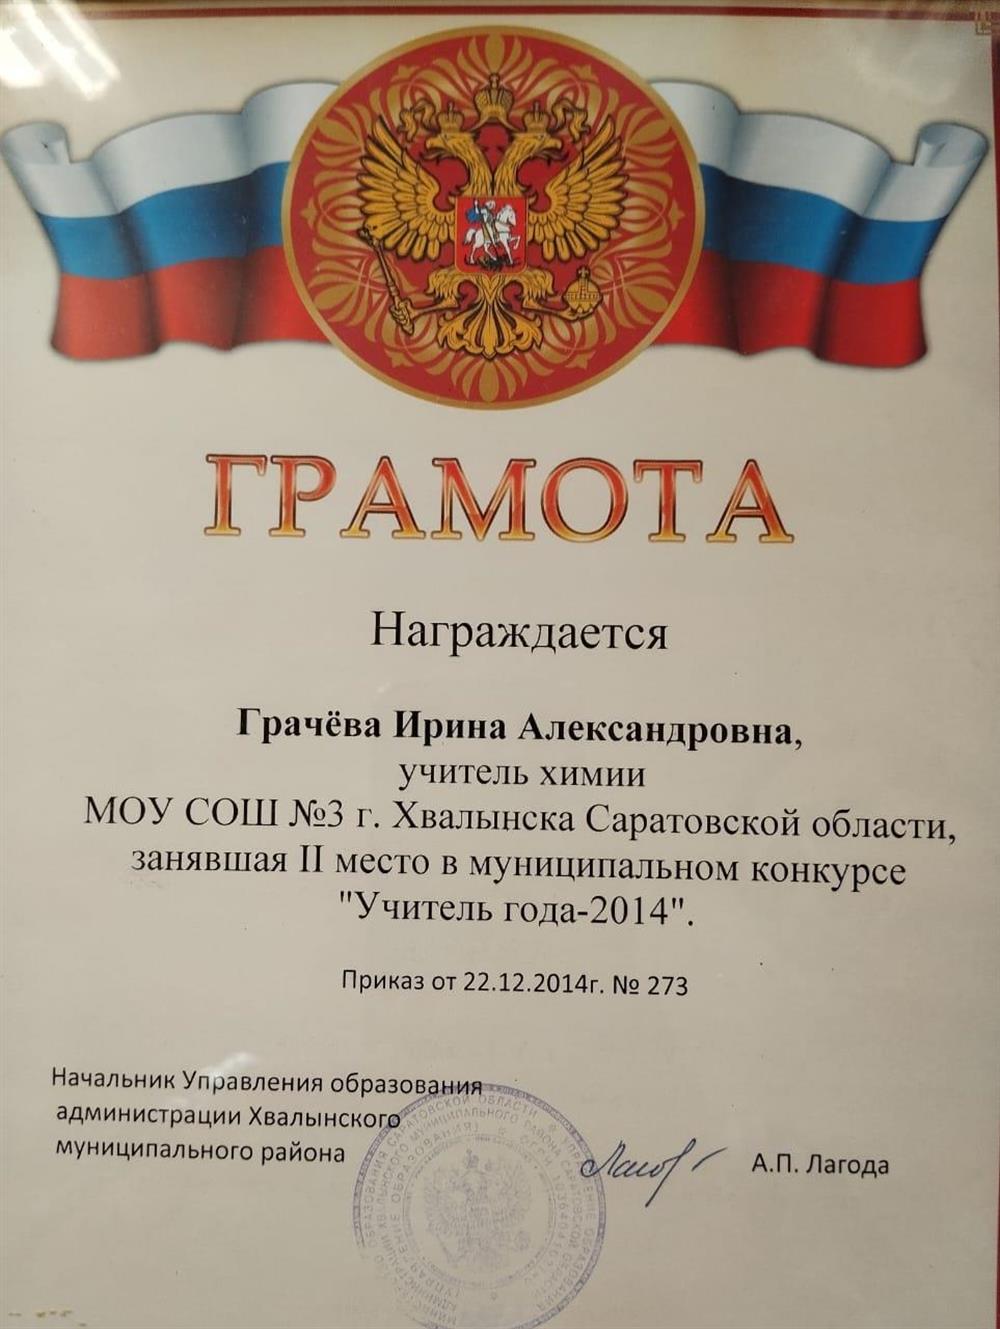 ГРАМОТА
Награждается
Грачёва Ирина Александровна,
учитель химии
МОУ СОШ №3 г. Хвалынска Саратовской области,
занявшая II место в муниципальном конкурсе
"Учитель года-2014".
Приказ от 22.12.2014г. № 273
Начальник Управления образования
администрации Хвалынского
муниципального района
А.П. Лагода